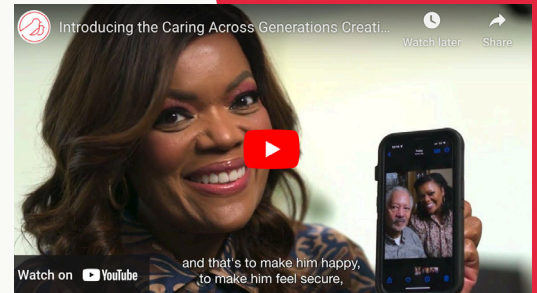 Introducing the Caring Across Generations Creati...
Watch later
Share
and that's to make him happy,
to make him feel secure,
Watch on YouTube